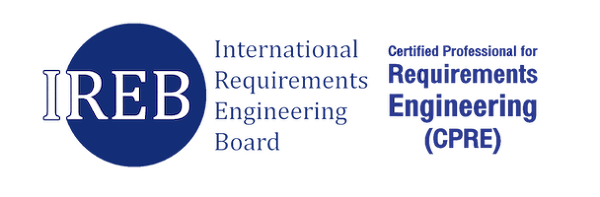 IREB
International
Requirements
Engineering
Board
Certified Professional for
Requirements
Engineering
(CPRE)